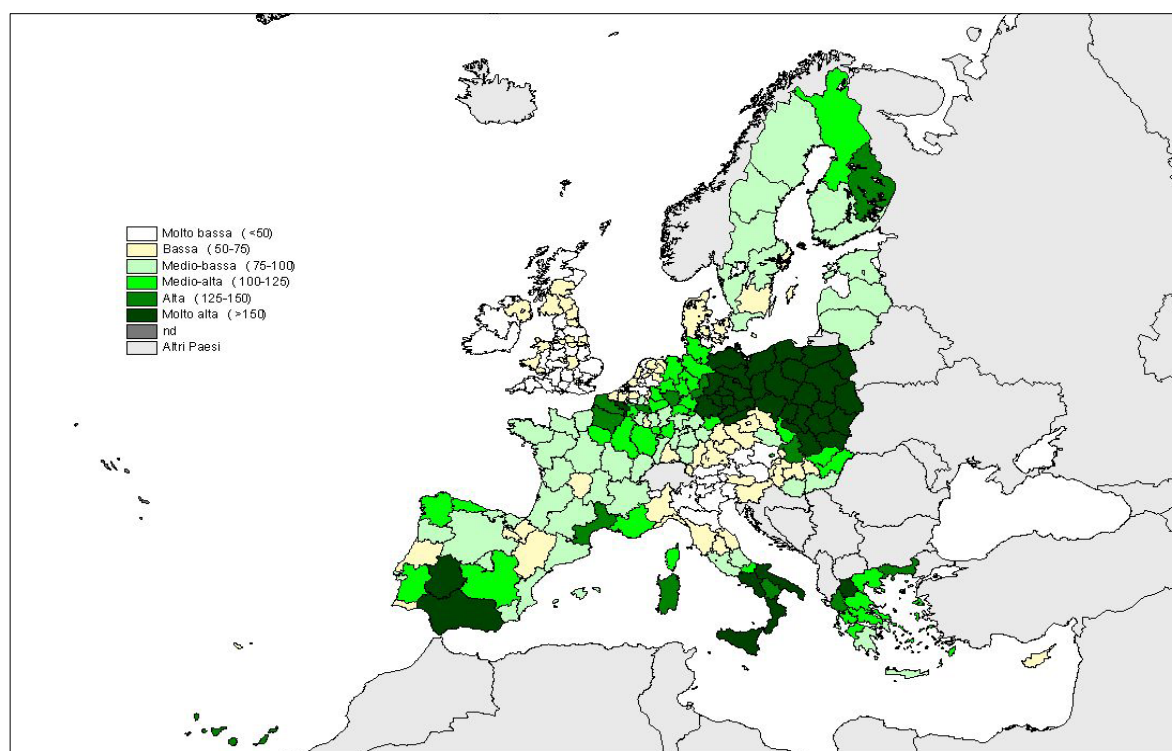 Molto bassa (<50)
Bassa (50-75)
Medio-bassa (75-100)
Medio-alta (100-125)
Alta (125-150)
Molto alta (>150)
nd
Altri Paesi